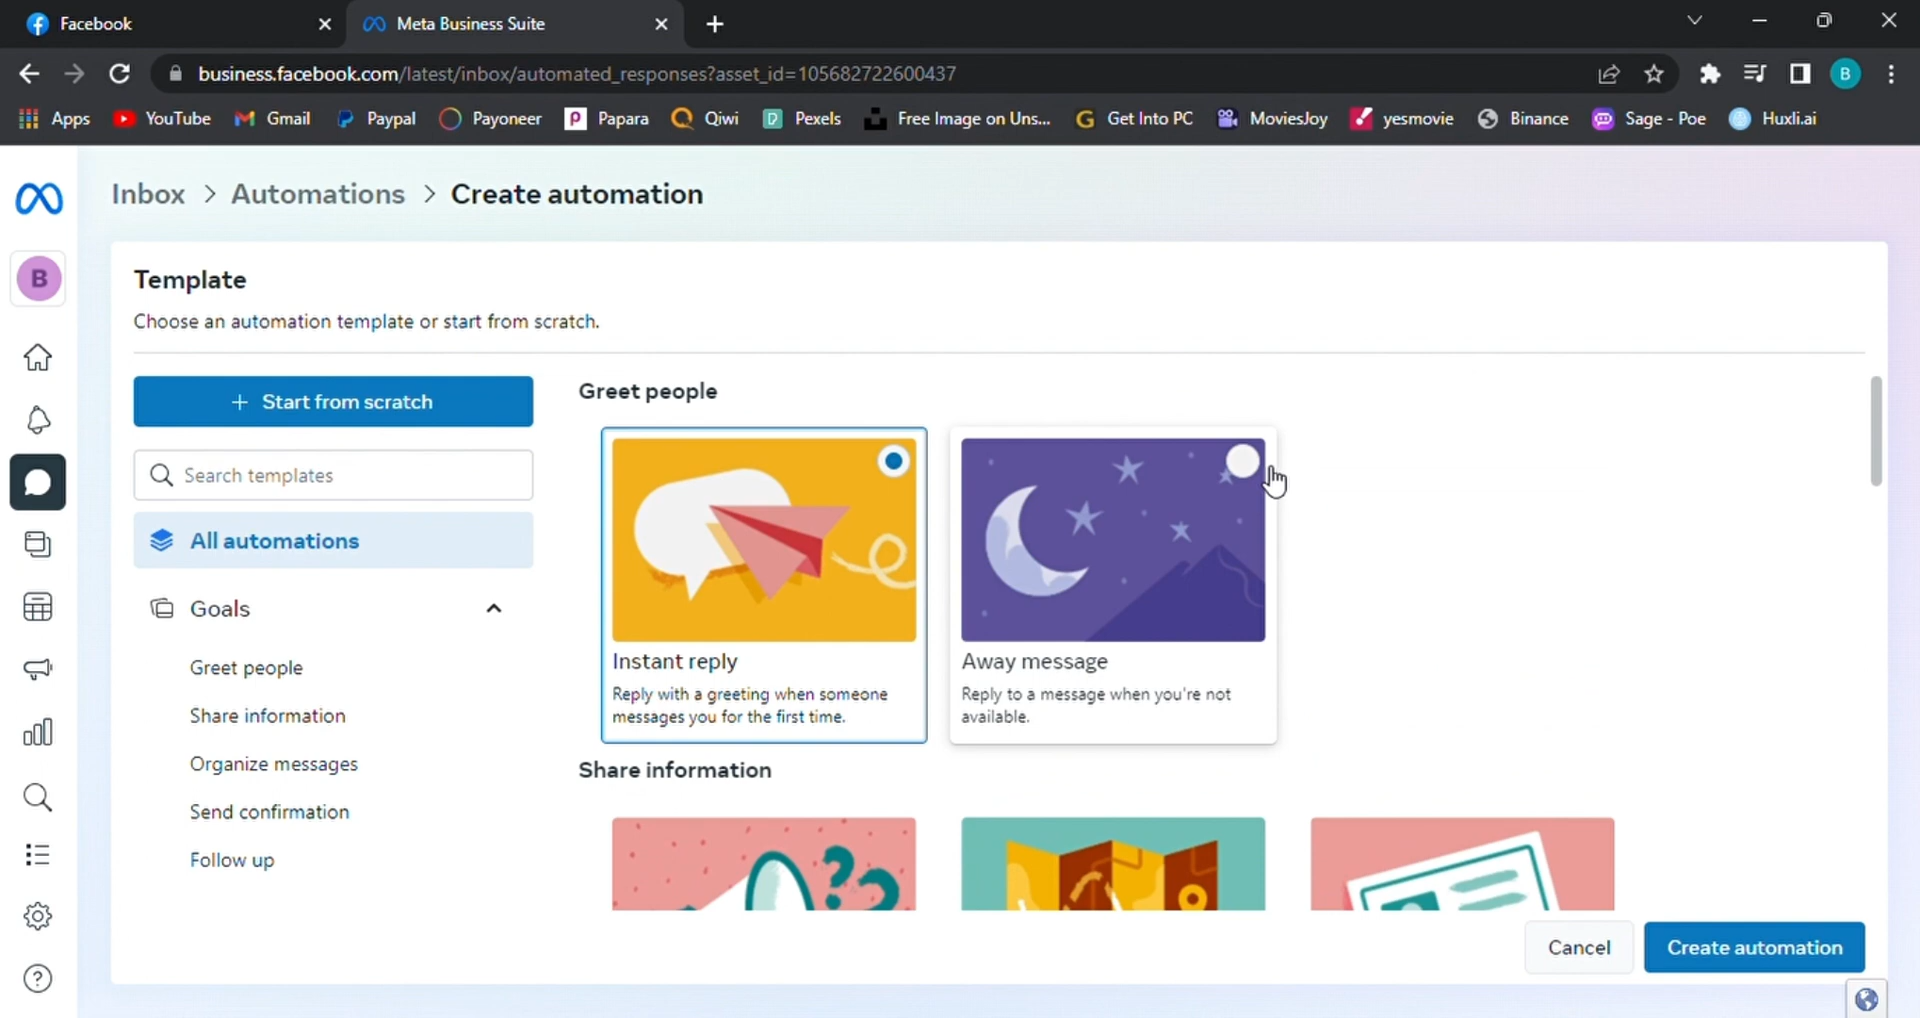 Facebook
Meta Business Suite
business.facebook.com/latest/inbox/automated_responses?asset_id=105682722600437
B
Apps YouTube Gmail Paypal Payoneer Papara Qiwi Pexels Free Image on Uns... Get Into PC MoviesJoy yesmovie Binance Sage - Poe Huxli.ai
Inbox > Automations > Create automation
B
Template
Choose an automation template or start from scratch.
+ Start from scratch
Search templates
All automations
Goals
Greet people
Share information
Organize messages
Send confirmation
Follow up
Greet people
Instant reply
Reply with a greeting when someone
messages you for the first time.
Away message
Reply to a message when you're not
available.
Share information
??
Cancel
Create automation